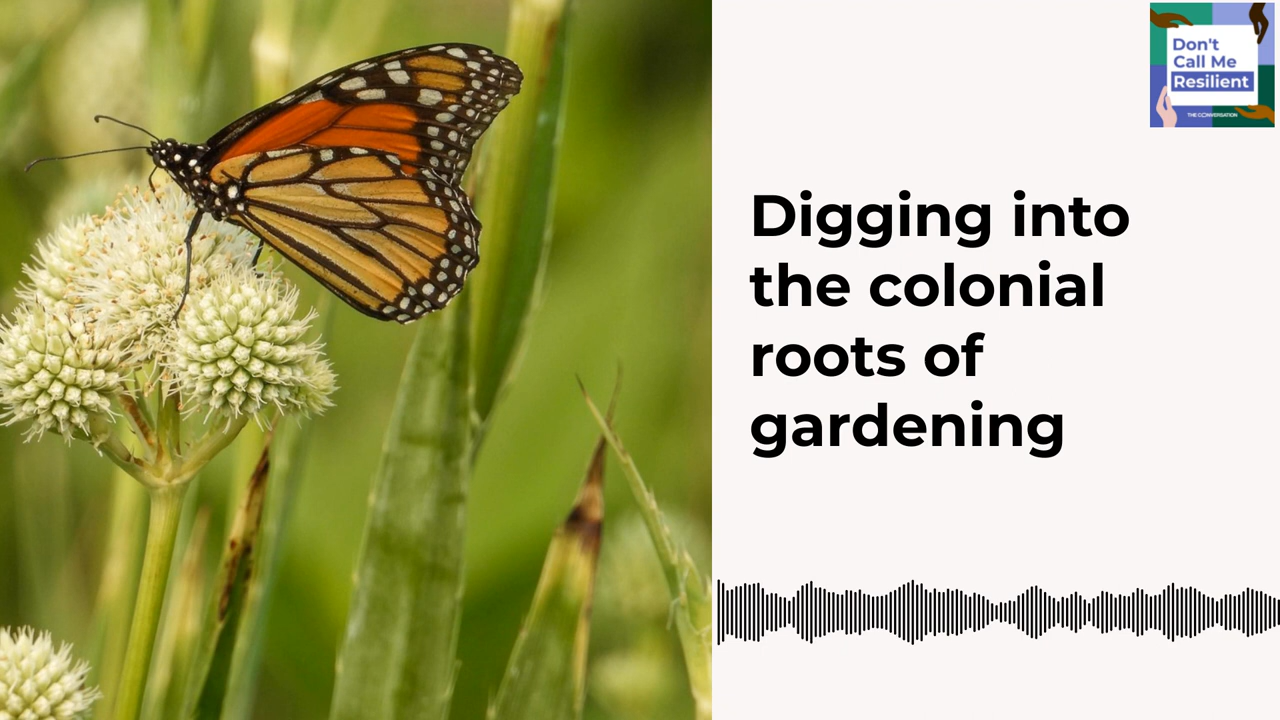 Don't
Call Me
Resilient
THE CONVERSATION
Digging into
the colonial
roots of
gardening